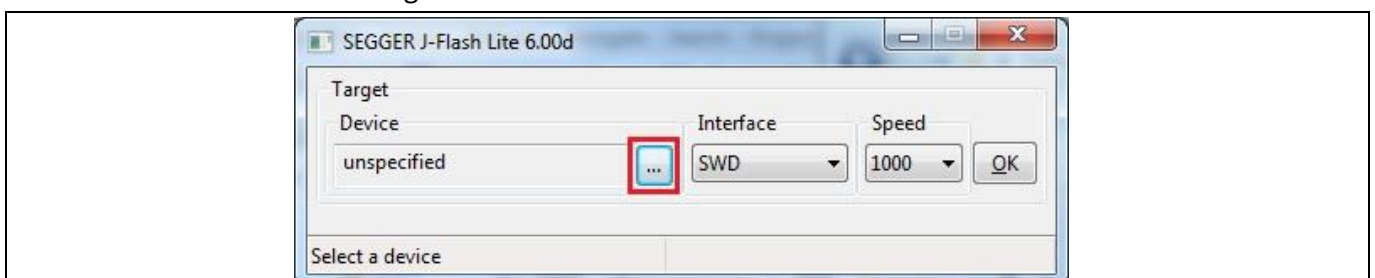 SEGGER J-Flash Lite 6.00d
Target
Device Interface Speed
unspecified ... SWD 1000 OK
Select a device